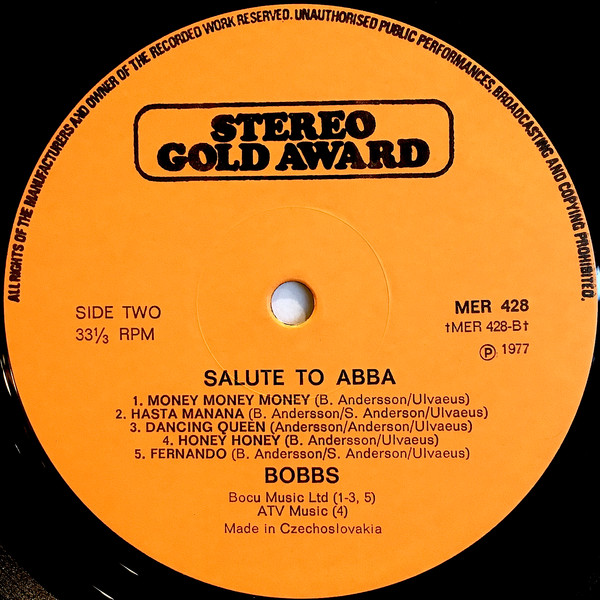 ALL RIGHTS OF THE MANUFACTURERS AND OWNER OF THE RECORDED WORK RESERVED. UNAUTHORISED PUBLIC PERFORMANCES, BROADCASTING AND COPYING PROHIBITED.
STEREO
GOLD AWARD
SIDE TWO
33⅓ RPM
MER 428
†MER 428-B†
Ⓟ 1977
SALUTE TO ABBA
1. MONEY MONEY MONEY (B. Andersson/Ulvaeus)
2. HASTA MANANA (B. Andersson/S. Andersson/Ulvaeus)
3. DANCING QUEEN (Andersson/Andersson/Ulvaeus)
4. HONEY HONEY (B. Andersson/Ulvaeus)
5. FERNANDO (B. Andersson/S. Andersson/Ulvaeus)
BOBBS
Bocu Music Ltd (1-3, 5)
ATV Music (4)
Made in Czechoslovakia